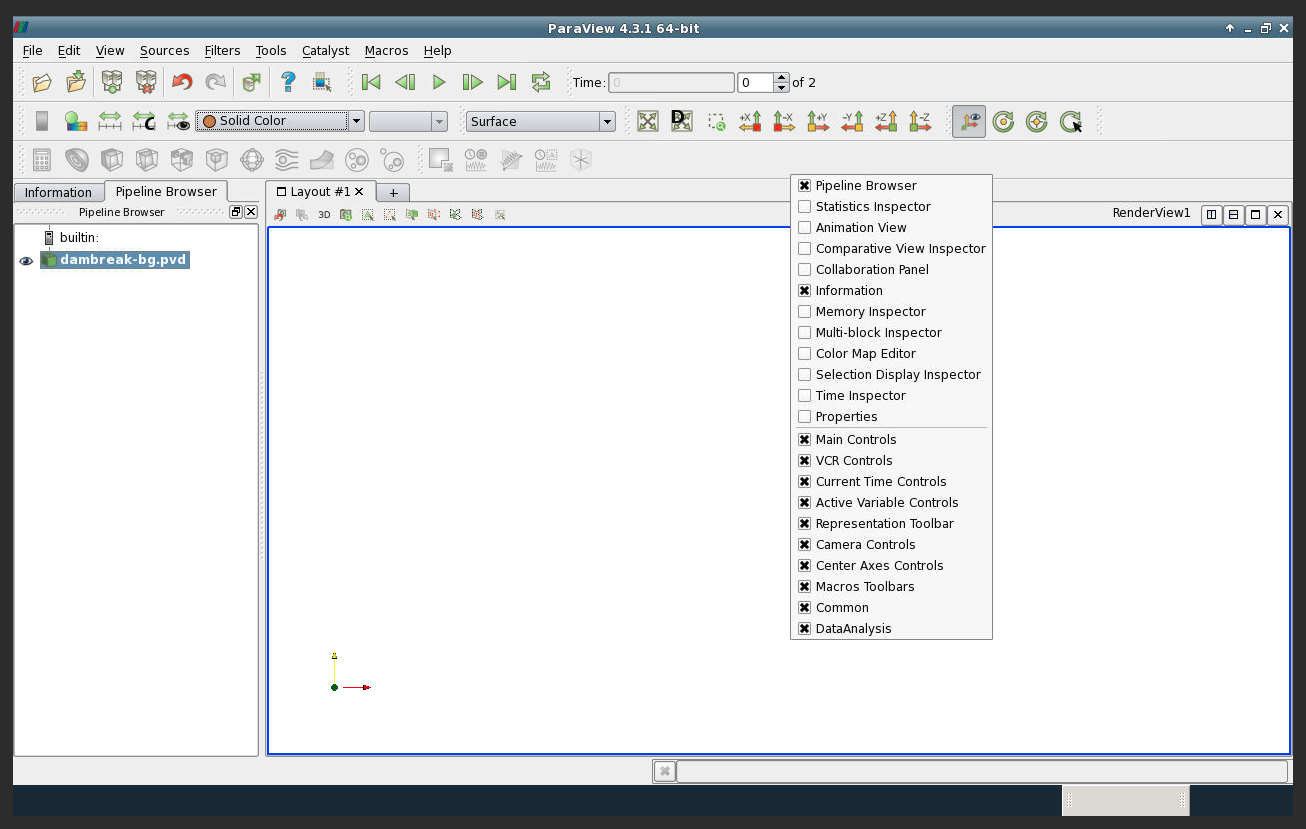 ParaView 4.3.1 64-bit
File Edit View Sources Filters Tools Catalyst Macros Help
Time: 0 0 of 2
Solid Color Surface
+X -X +Y -Y +Z -Z
Information Pipeline Browser Layout #1 +
Pipeline Browser
3D
RenderView1
builtin:
dambreak-bg.pvd
Pipeline Browser
Statistics Inspector
Animation View
Comparative View Inspector
Collaboration Panel
Information
Memory Inspector
Multi-block Inspector
Color Map Editor
Selection Display Inspector
Time Inspector
Properties
Main Controls
VCR Controls
Current Time Controls
Active Variable Controls
Representation Toolbar
Camera Controls
Center Axes Controls
Macros Toolbars
Common
DataAnalysis